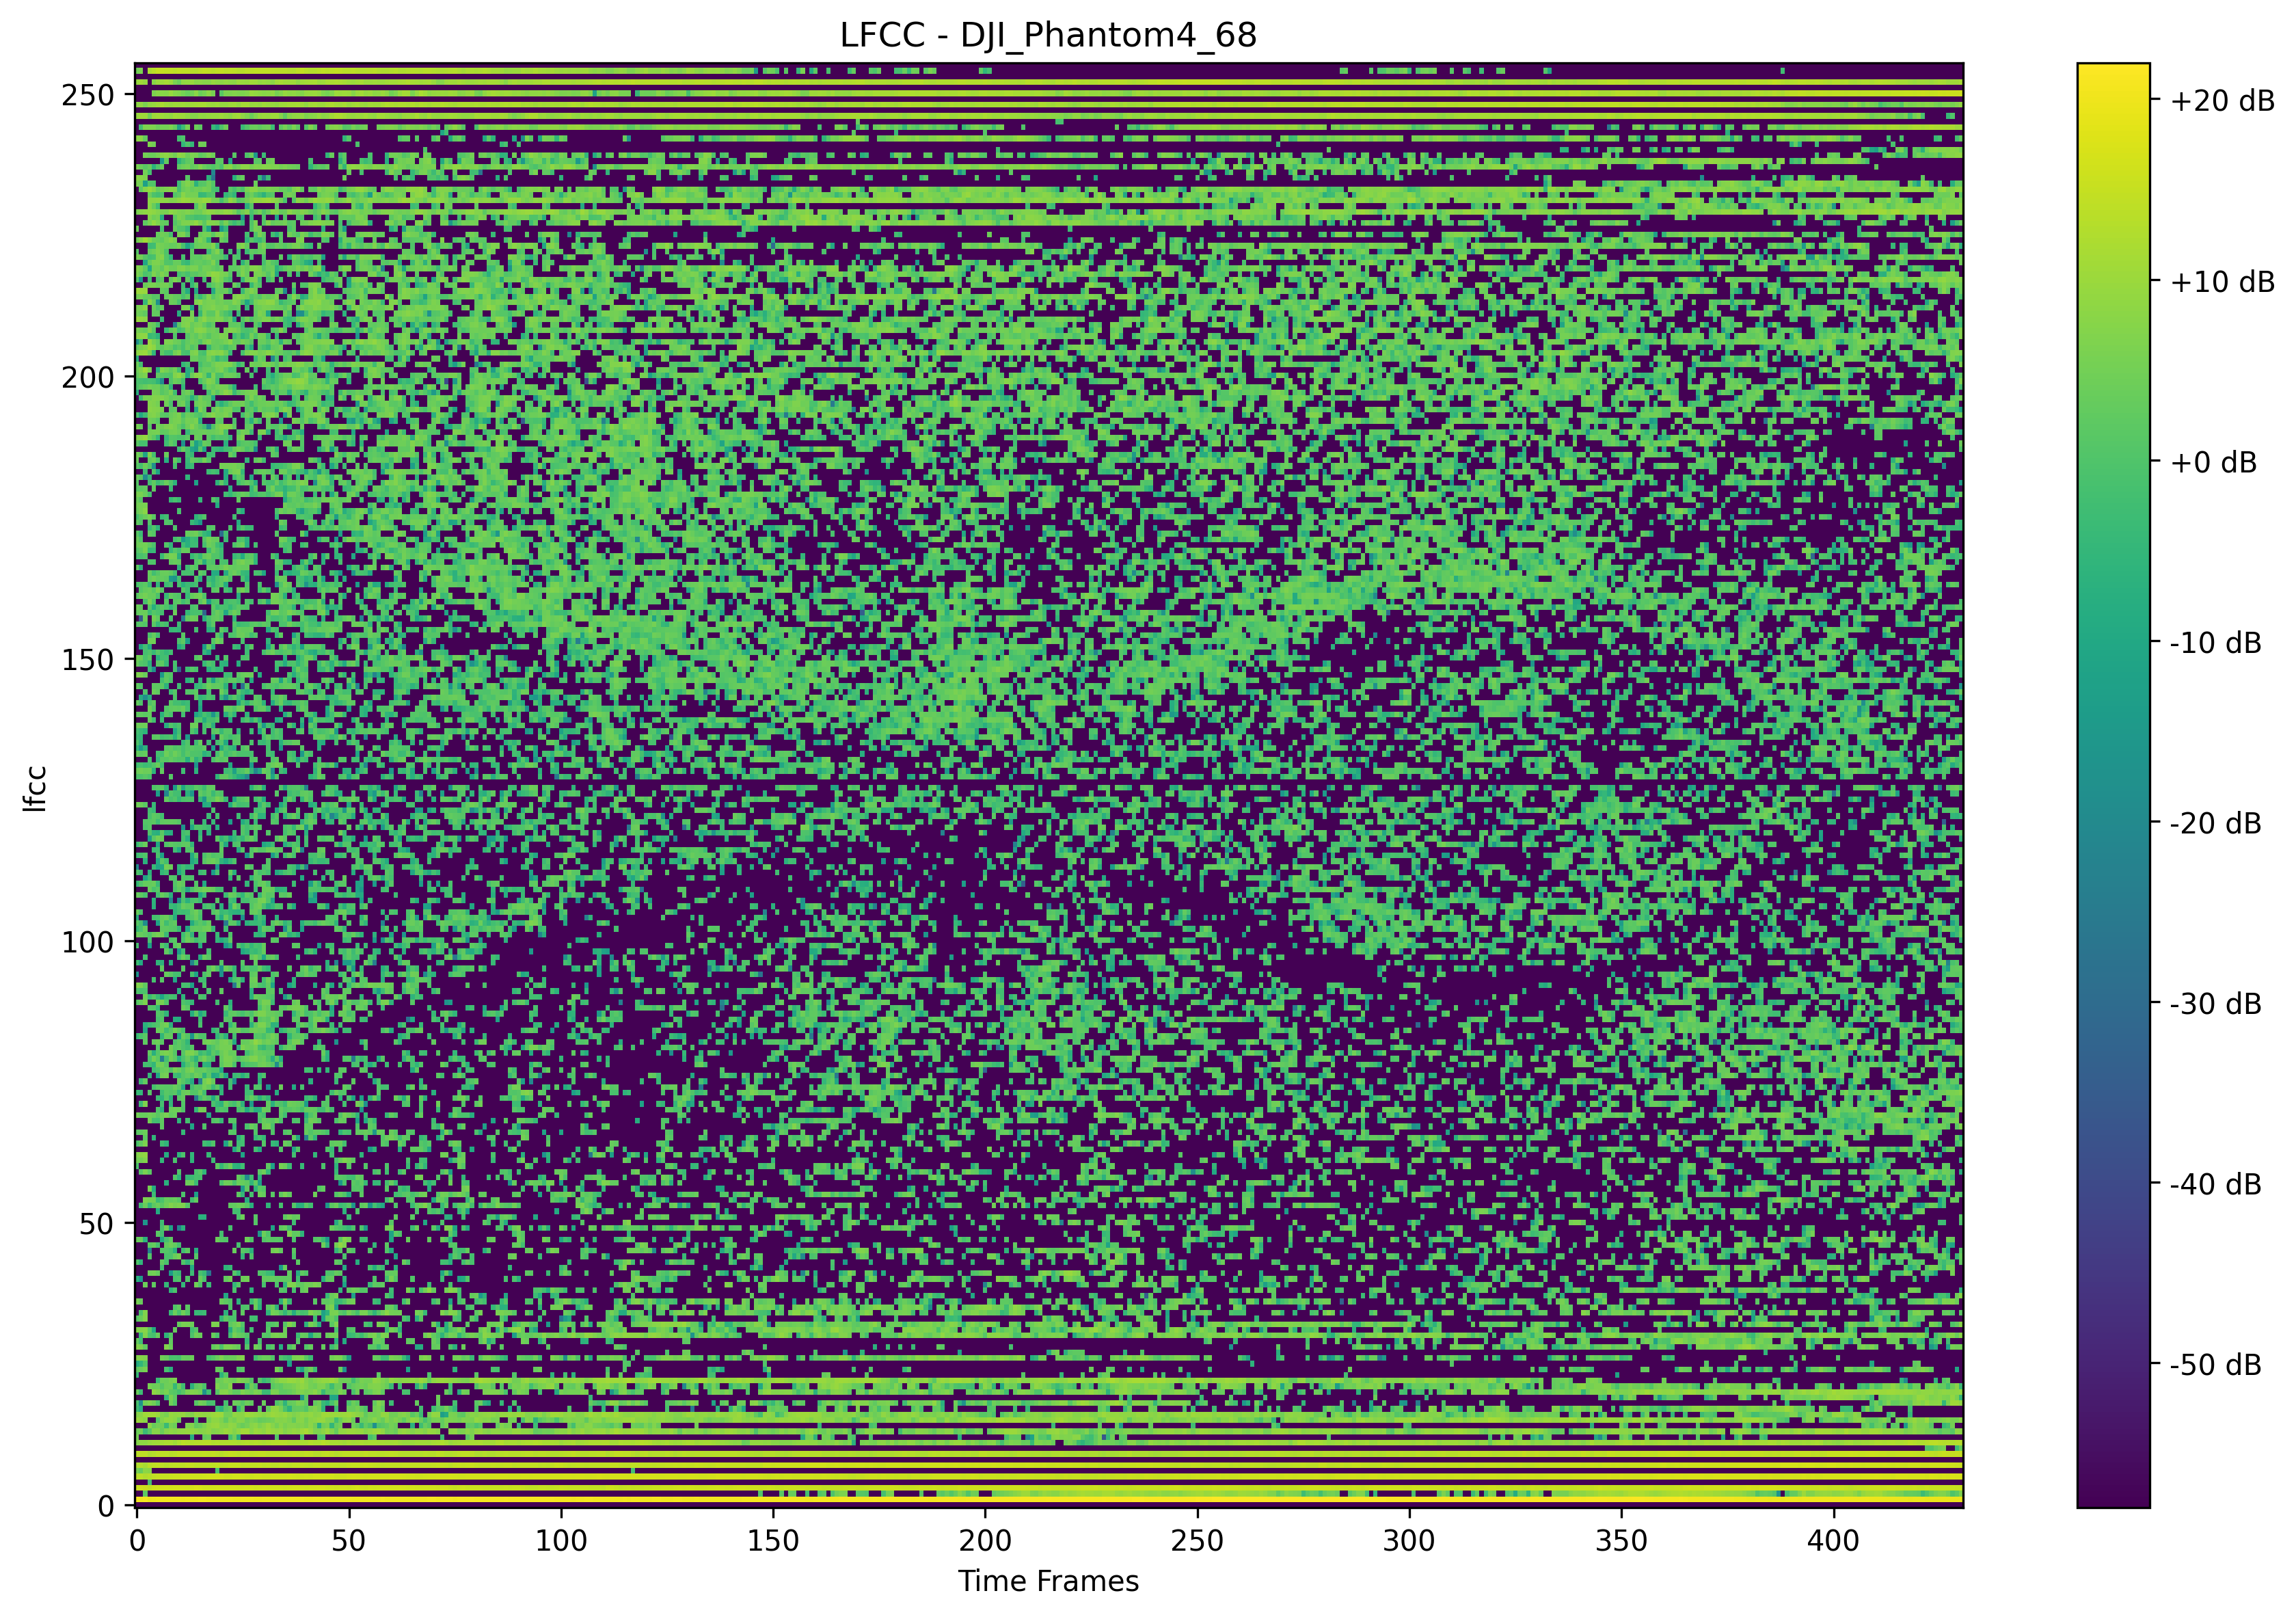 LFCC - DJI_Phantom4_68
250
200
150
100
50
0
lfcc
0 50 100 150 200 250 300 350 400
Time Frames
+20 dB
+10 dB
+0 dB
-10 dB
-20 dB
-30 dB
-40 dB
-50 dB